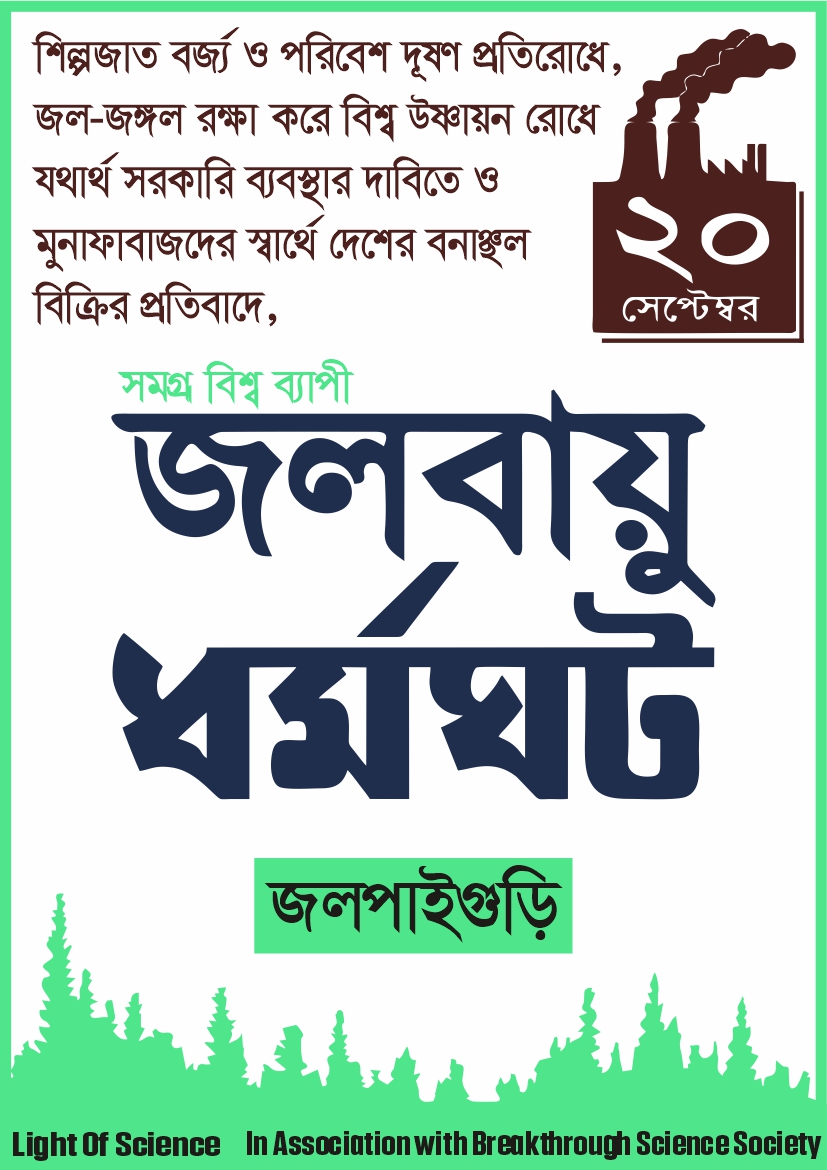 শিল্পজাত বর্জ্য ও পরিবেশ দূষণ প্রতিরোধে,
জল-জঙ্গল রক্ষা করে বিশ্ব উষ্ণায়ন রোধে
যথার্থ সরকারি ব্যবস্থার দাবিতে ও
মুনাফাবাজদের স্বার্থে দেশের বনাঞ্চল
বিক্রির প্রতিবাদে,
২০
সেপ্টেম্বর
সমগ্র বিশ্ব ব্যাপী
জলবায়ু
ধর্মঘট
জলপাইগুড়ি
Light Of Science In Association with Breakthrough Science Society